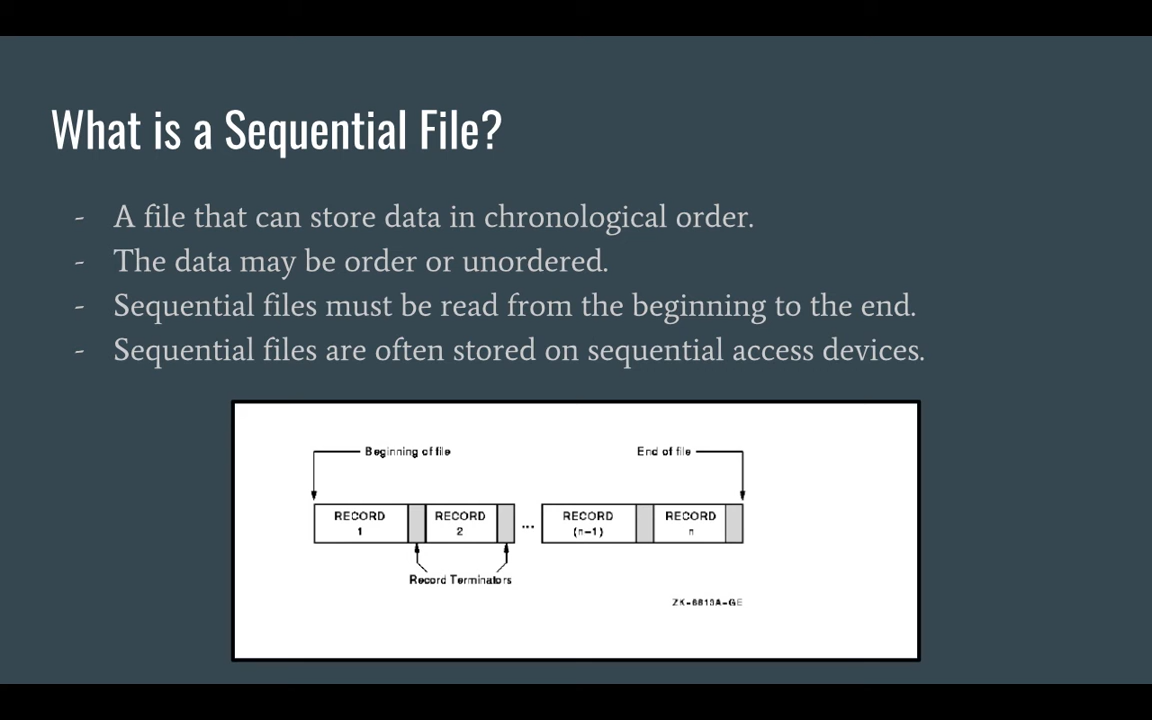 What is a Sequential File?
- A file that can store data in chronological order.
- The data may be order or unordered.
- Sequential files must be read from the beginning to the end.
- Sequential files are often stored on sequential access devices.
Beginning of file
End of file
RECORD 1
RECORD 2
...
RECORD (n-1)
RECORD n
Record Terminators
ZK-6813A-GE